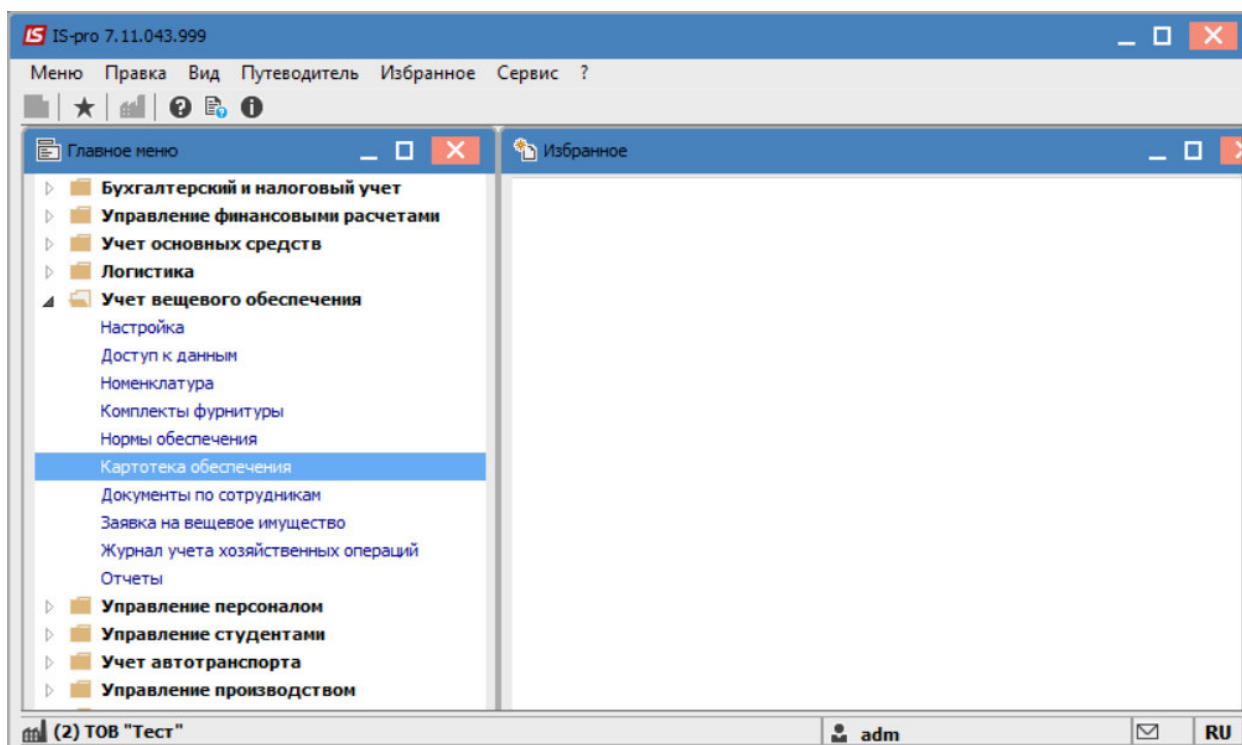 IS-pro 7.11.043.999
Меню Правка Вид Путеводитель Избранное Сервис ?
Главное меню
Избранное
Бухгалтерский и налоговый учет
Управление финансовыми расчетами
Учет основных средств
Логистика
Учет вещевого обеспечения
Настройка
Доступ к данным
Номенклатура
Комплекты фурнитуры
Нормы обеспечения
Картотека обеспечения
Документы по сотрудникам
Заявка на вещевое имущество
Журнал учета хозяйственных операций
Отчеты
Управление персоналом
Управление студентами
Учет автотранспорта
Управление производством
(2) ТОВ "Тест" adm RU